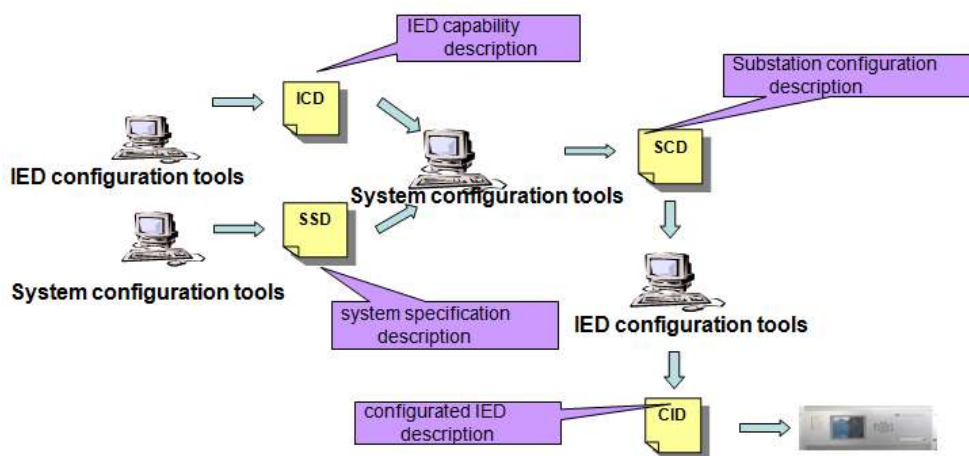 IED capability
description
Substation configuration
description
ICD
SCD
IED configuration tools
System configuration tools
SSD
System configuration tools
system specification
description
IED configuration tools
configurated IED
description
CID